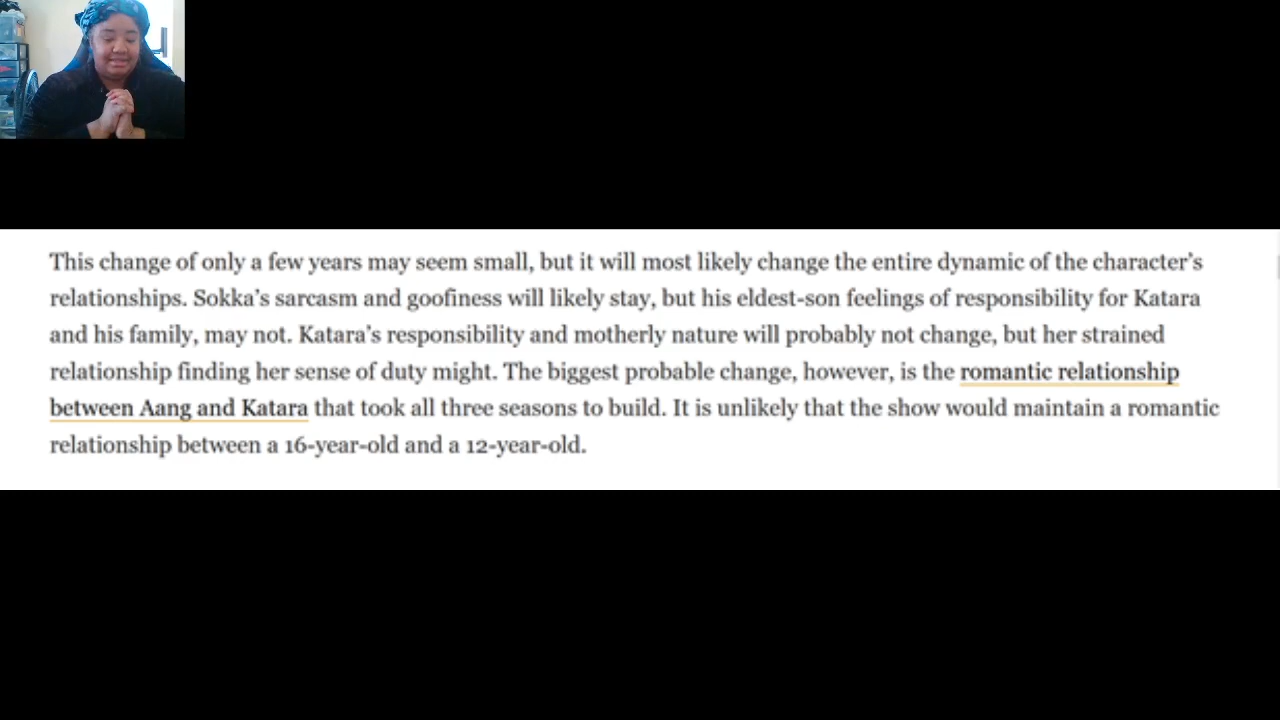 This change of only a few years may seem small, but it will most likely change the entire dynamic of the character's
relationships. Sokka's sarcasm and goofiness will likely stay, but his eldest-son feelings of responsibility for Katara
and his family, may not. Katara's responsibility and motherly nature will probably not change, but her strained
relationship finding her sense of duty might. The biggest probable change, however, is the romantic relationship
between Aang and Katara that took all three seasons to build. It is unlikely that the show would maintain a romantic
relationship between a 16-year-old and a 12-year-old.